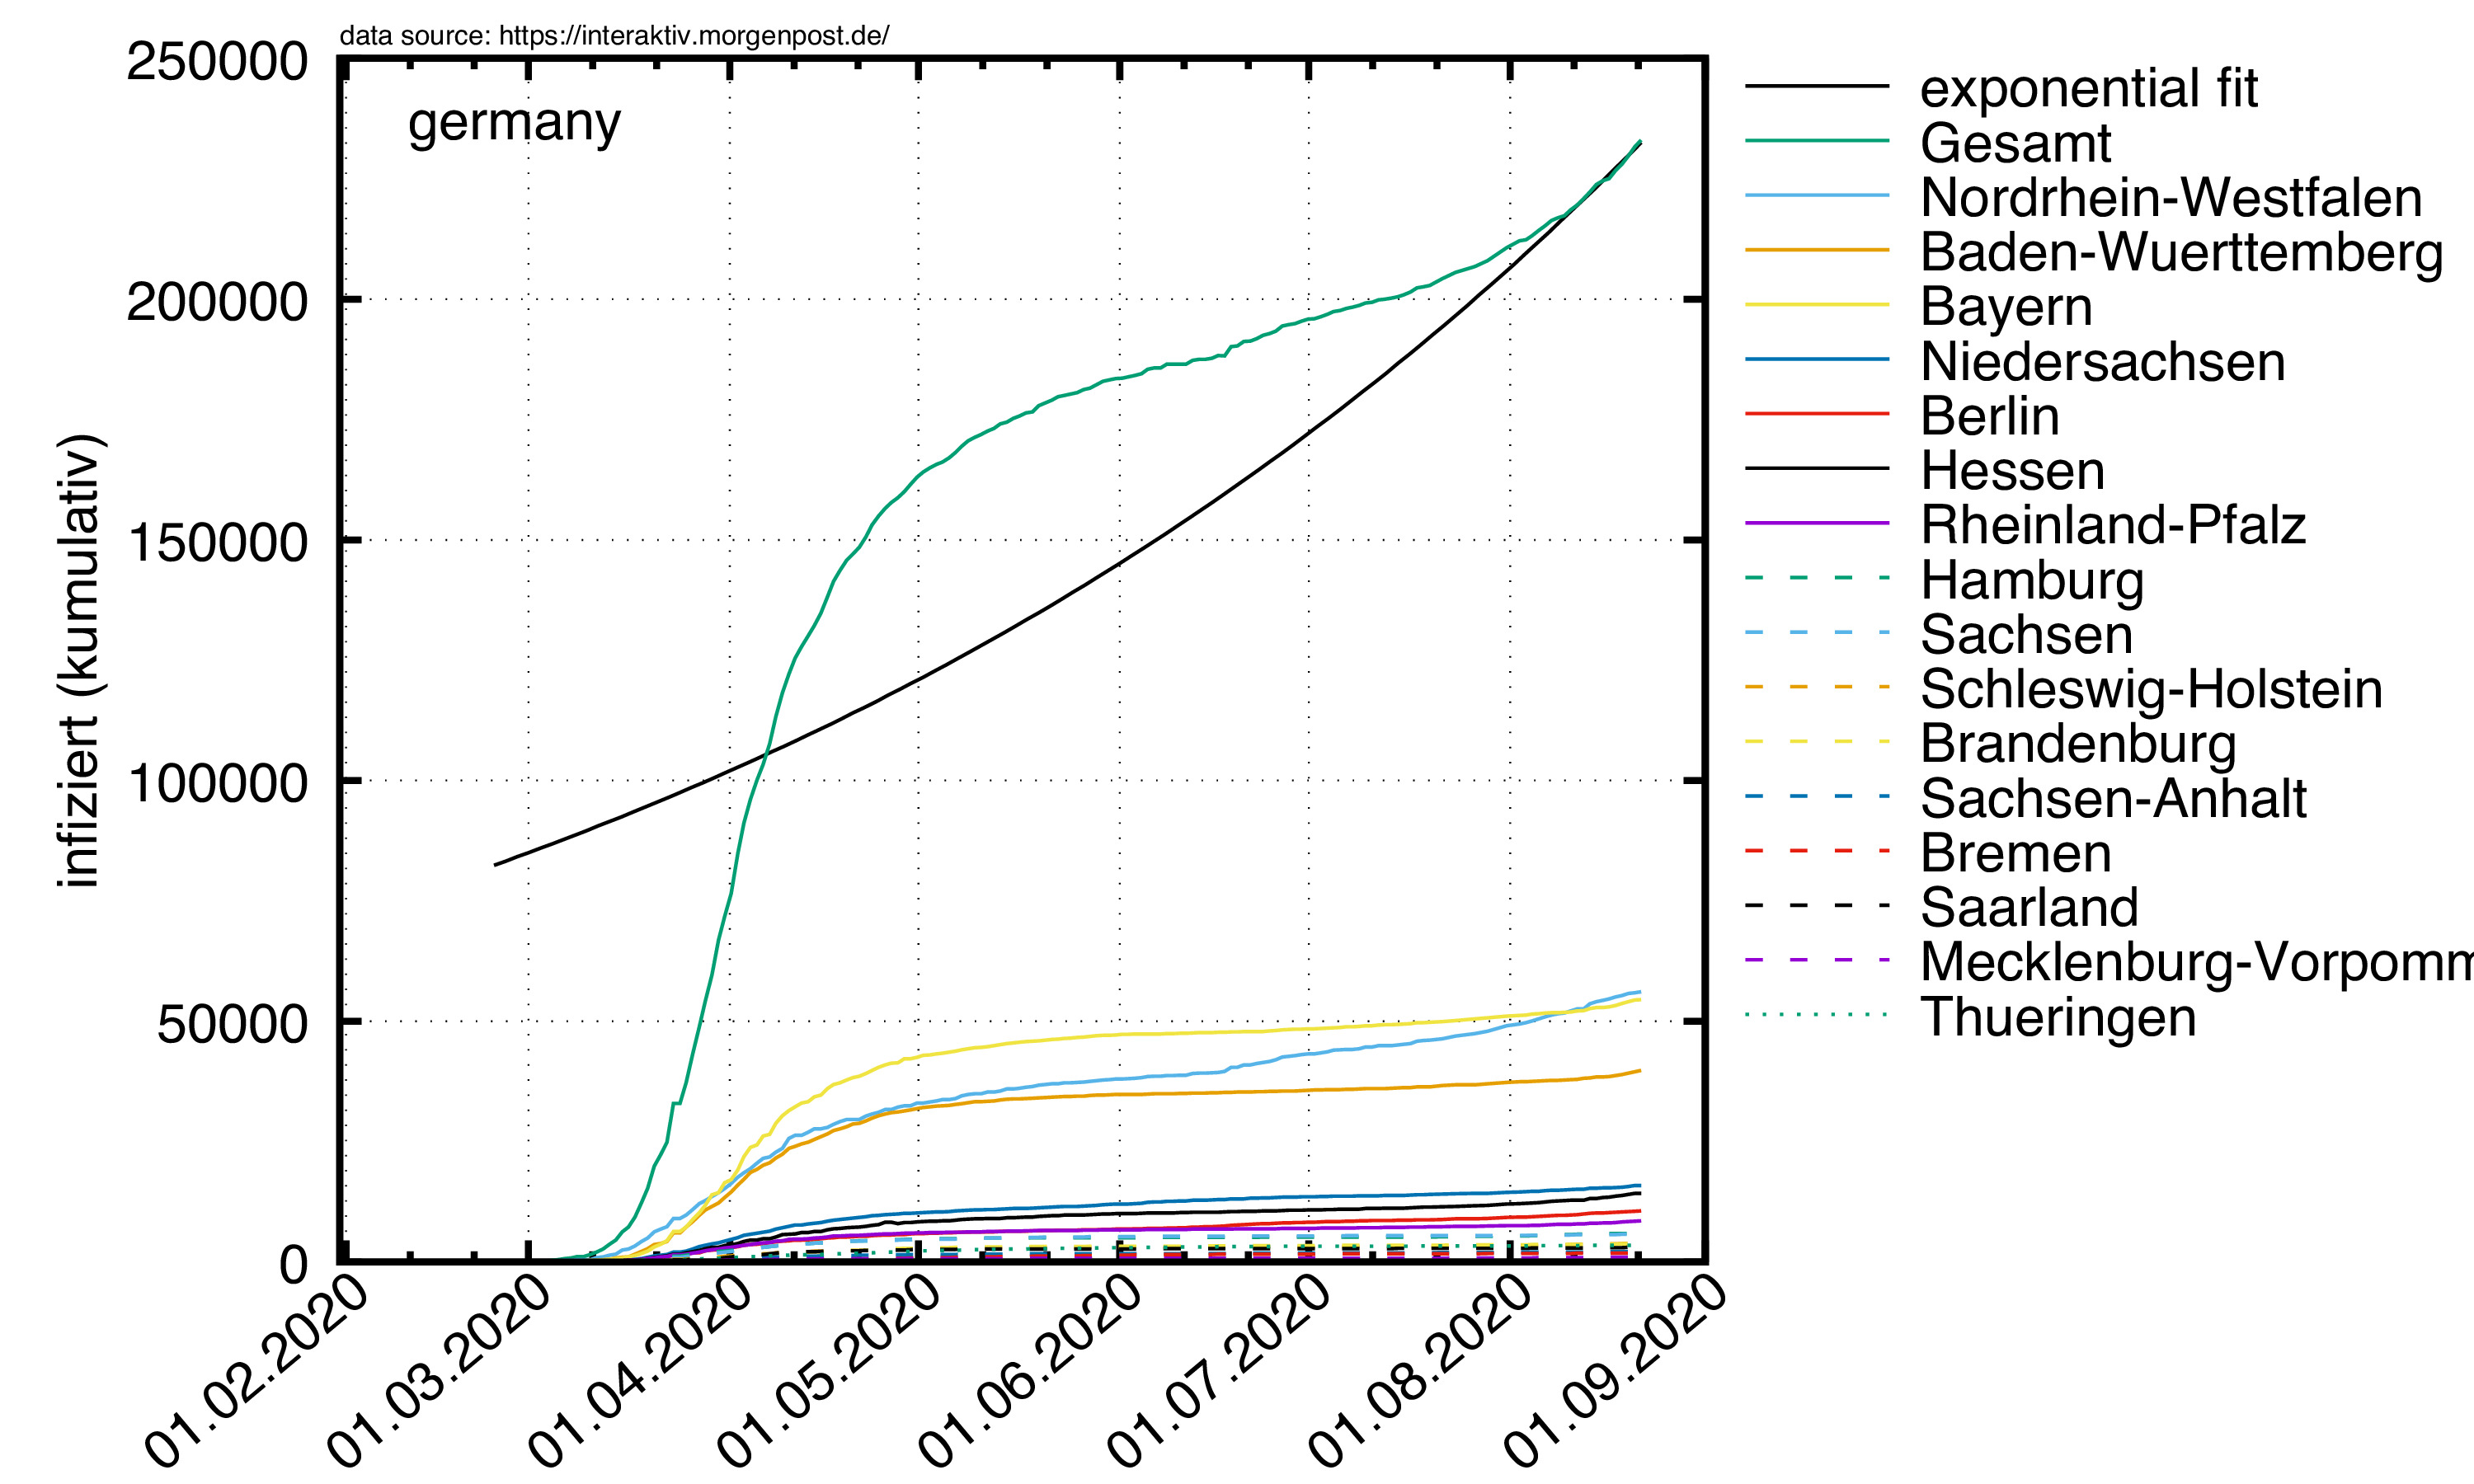 data source: https://interaktiv.morgenpost.de/
germany
infiziert (kumulativ)
250000
200000
150000
100000
50000
0
01.02.2020
01.03.2020
01.04.2020
01.05.2020
01.06.2020
01.07.2020
01.08.2020
01.09.2020
exponential fit
Gesamt
Nordrhein-Westfalen
Baden-Wuerttemberg
Bayern
Niedersachsen
Berlin
Hessen
Rheinland-Pfalz
Hamburg
Sachsen
Schleswig-Holstein
Brandenburg
Sachsen-Anhalt
Bremen
Saarland
Mecklenburg-Vorpomm
Thueringen